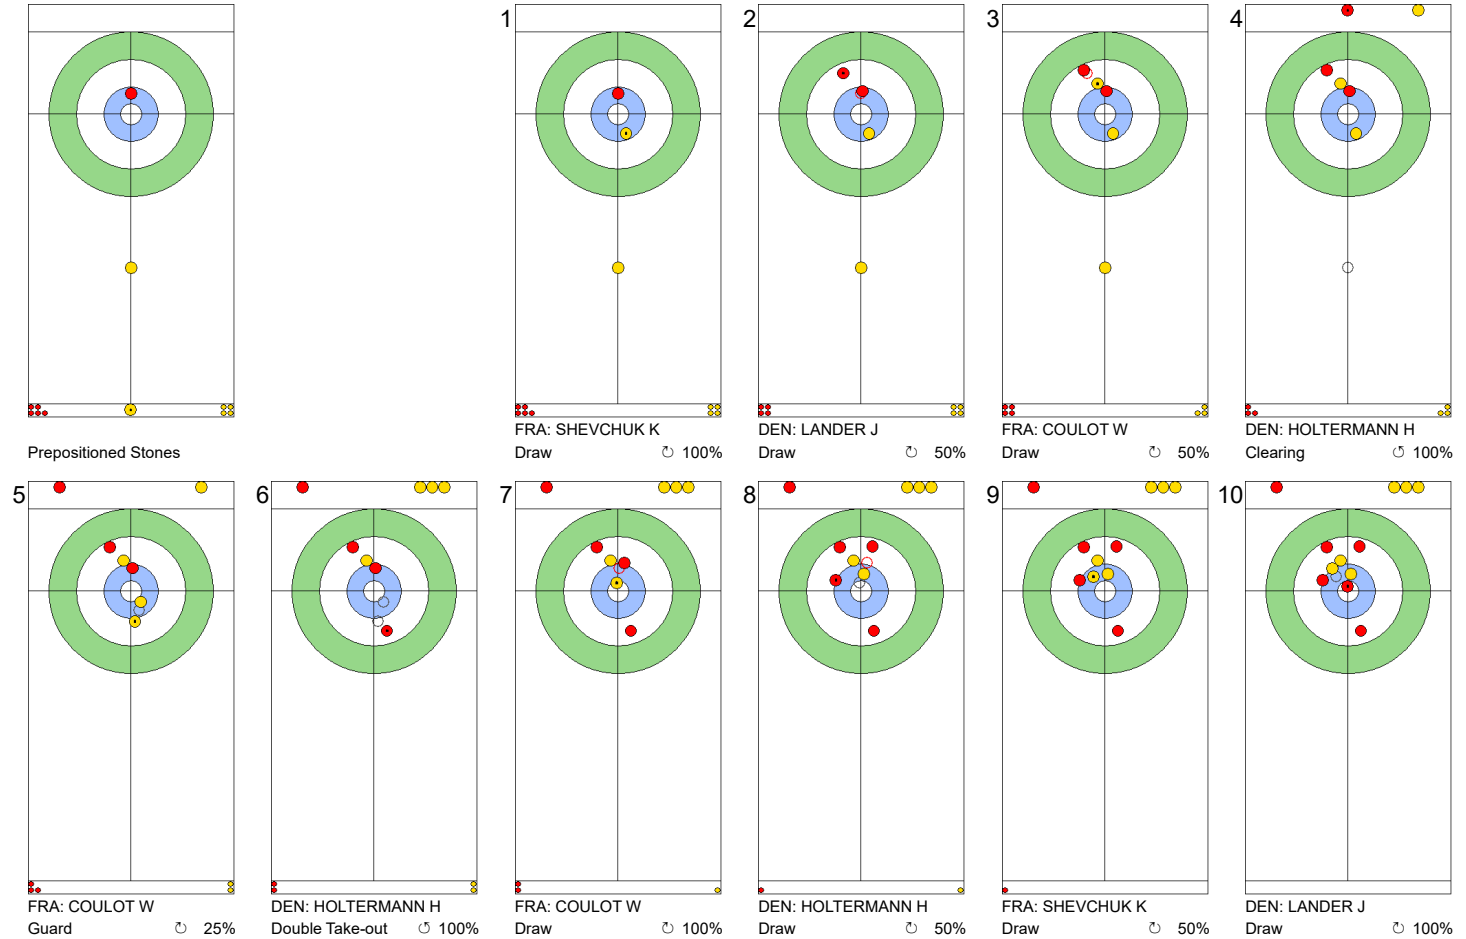 1
2
3
4
Prepositioned Stones
FRA: SHEVCHUK K
Draw 100%
DEN: LANDER J
Draw 50%
FRA: COULOT W
Draw 50%
DEN: HOLTERMANN H
Clearing 100%
5
6
7
8
9
10
FRA: COULOT W
Guard 25%
DEN: HOLTERMANN H
Double Take-out 100%
FRA: COULOT W
Draw 100%
DEN: HOLTERMANN H
Draw 50%
FRA: SHEVCHUK K
Draw 50%
DEN: LANDER J
Draw 100%